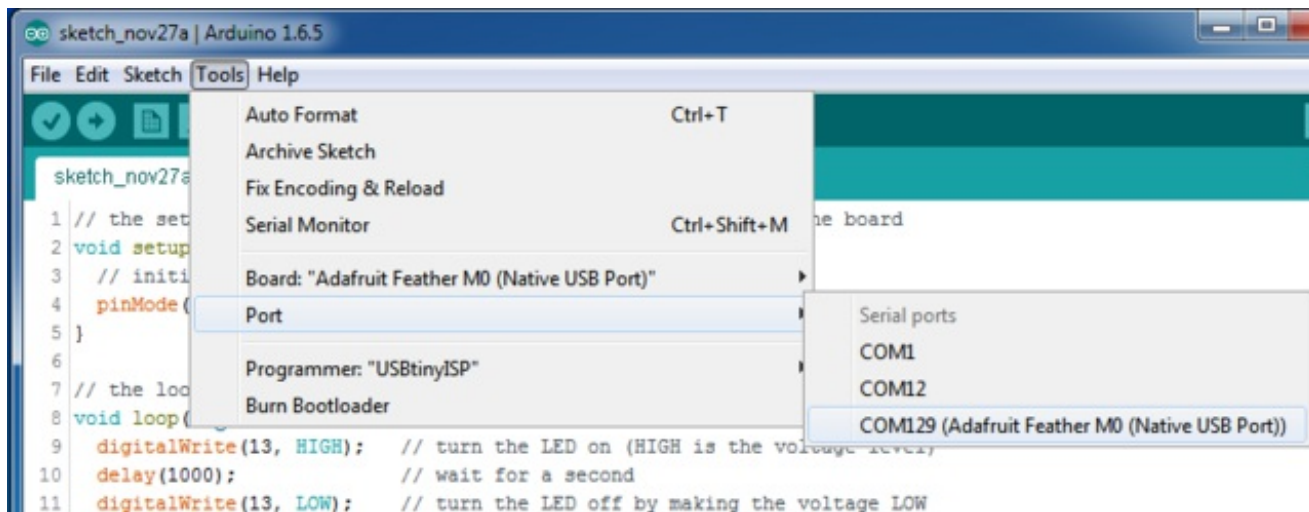 sketch_nov27a | Arduino 1.6.5
File Edit Sketch Tools Help
Auto Format Ctrl+T
Archive Sketch
Fix Encoding & Reload
Serial Monitor Ctrl+Shift+M
Board: "Adafruit Feather M0 (Native USB Port)"
Port
Programmer: "USBtinyISP"
Burn Bootloader
Serial ports
COM1
COM12
COM129 (Adafruit Feather M0 (Native USB Port))
sketch_nov27a
1 // the set he board
2 void setup
3 // initi
4 pinMode(
5 }
6
7 // the loo
8 void loop(
9 digitalWrite(13, HIGH); // turn the LED on (HIGH is the voltage level)
10 delay(1000); // wait for a second
11 digitalWrite(13, LOW); // turn the LED off by making the voltage LOW